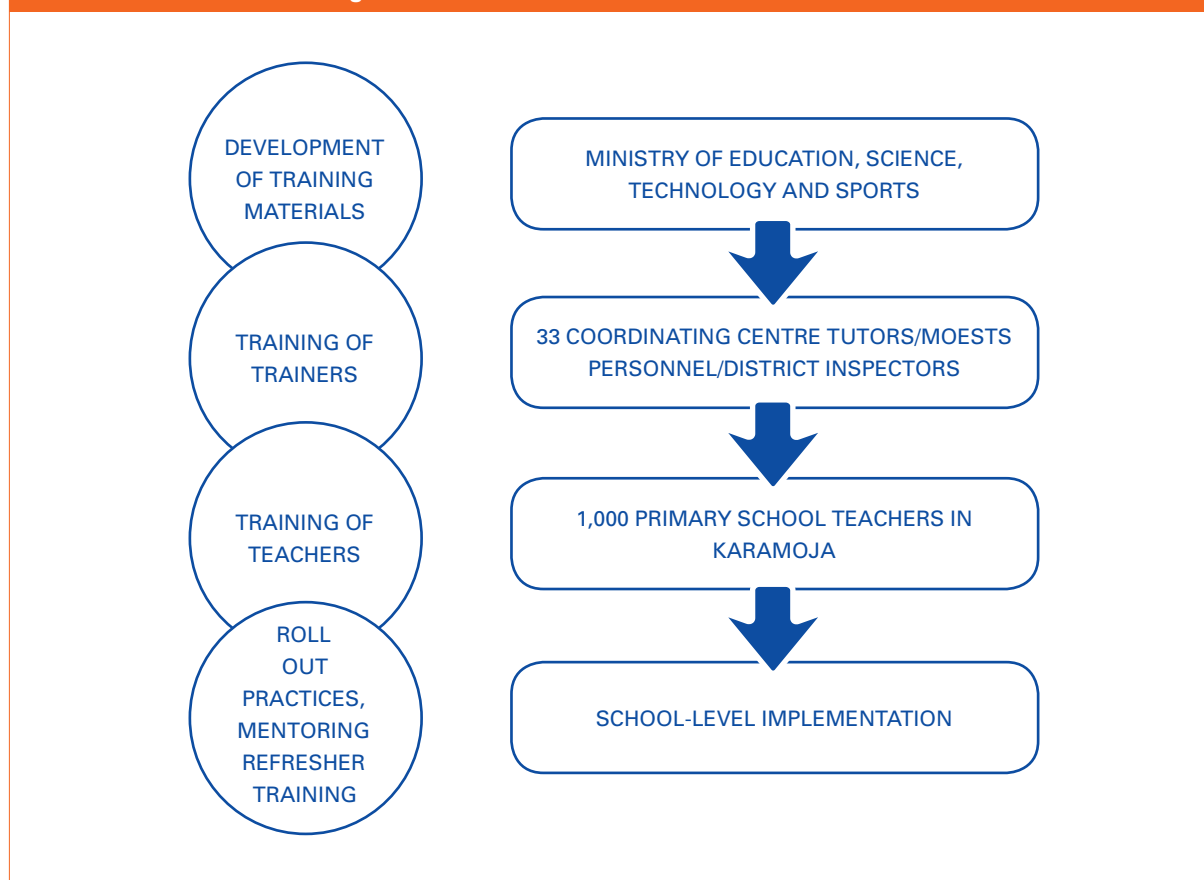 DEVELOPMENT
OF TRAINING
MATERIALS
MINISTRY OF EDUCATION, SCIENCE,
TECHNOLOGY AND SPORTS
TRAINING OF
TRAINERS
33 COORDINATING CENTRE TUTORS/MOESTS
PERSONNEL/DISTRICT INSPECTORS
TRAINING OF
TEACHERS
1,000 PRIMARY SCHOOL TEACHERS IN
KARAMOJA
ROLL
OUT
PRACTICES,
MENTORING
REFRESHER
TRAINING
SCHOOL-LEVEL IMPLEMENTATION